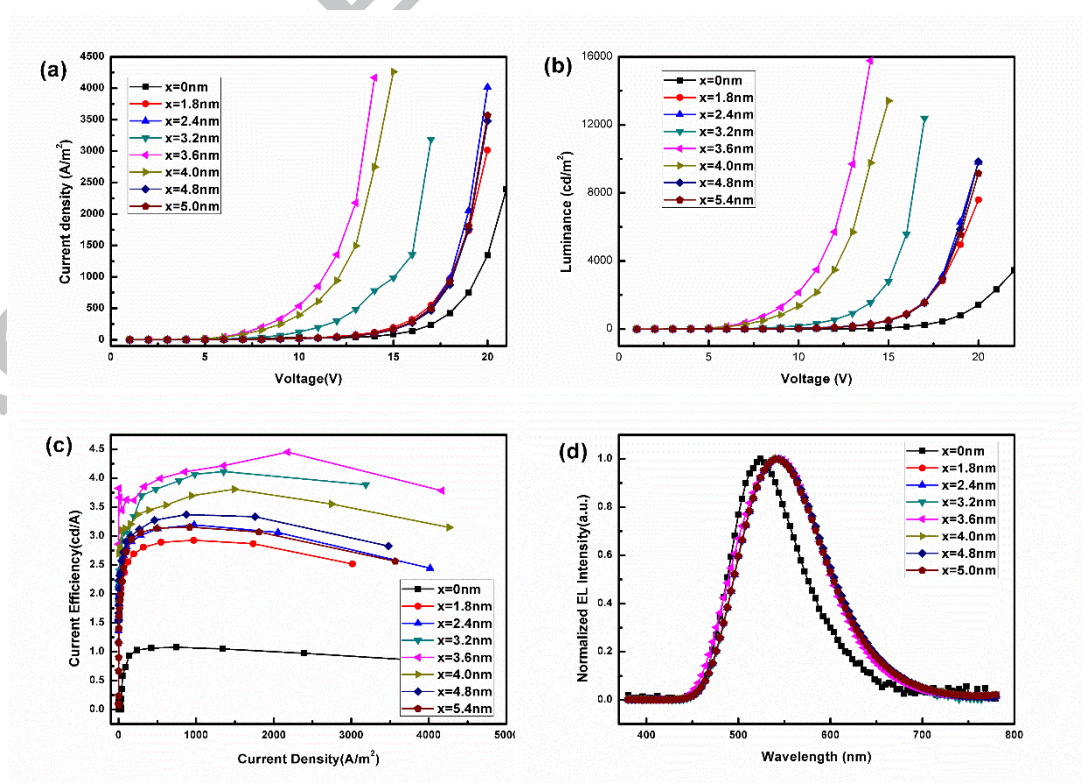 (a)
4500
4000
3500
3000
2500
2000
1500
1000
500
0
Current density (A/m²)
x=0nm
x=1.8nm
x=2.4nm
x=3.2nm
x=3.6nm
x=4.0nm
x=4.8nm
x=5.0nm
0 5 10 15 20
Voltage(V)
(b)
16000
12000
8000
4000
0
Luminance (cd/m²)
x=0nm
x=1.8nm
x=2.4nm
x=3.2nm
x=3.6nm
x=4.0nm
x=4.8nm
x=5.4nm
0 5 10 15 20
Voltage (V)
(c)
4.5
4.0
3.5
3.0
2.5
2.0
1.5
1.0
0.5
0.0
Current Efficiency(cd/A)
x=0nm
x=1.8nm
x=2.4nm
x=3.2nm
x=3.6nm
x=4.0nm
x=4.8nm
x=5.4nm
0 1000 2000 3000 4000 5000
Current Density(A/m²)
(d)
1.0
0.8
0.6
0.4
0.2
0.0
Normalized EL Intensity(a.u.)
x=0nm
x=1.8nm
x=2.4nm
x=3.2nm
x=3.6nm
x=4.0nm
x=4.8nm
x=5.0nm
400 500 600 700 800
Wavelength (nm)